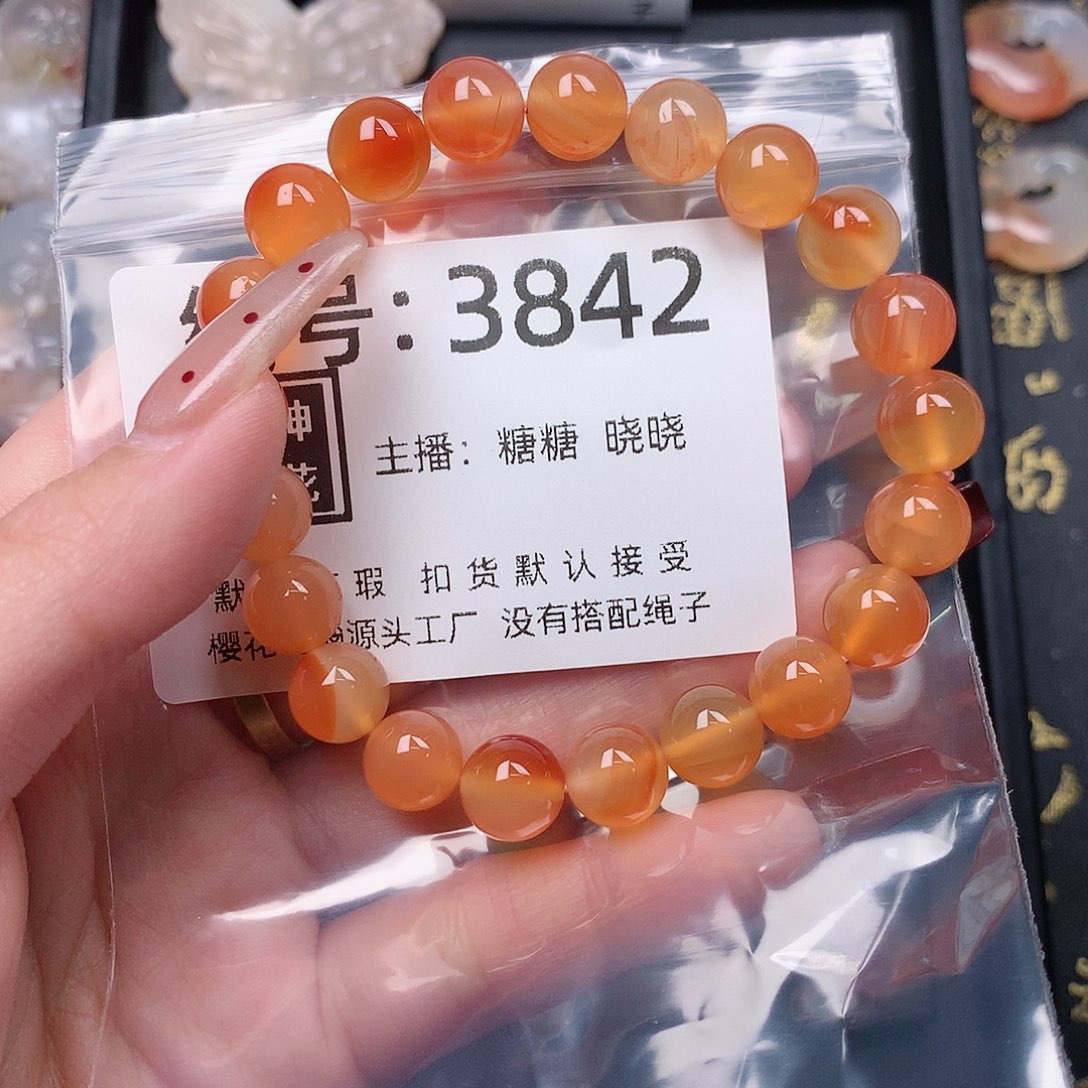 号:3842
主播: 糖糖 晓晓
默 瑕 扣货默认接受
樱花 源头工厂 没有搭配绳子